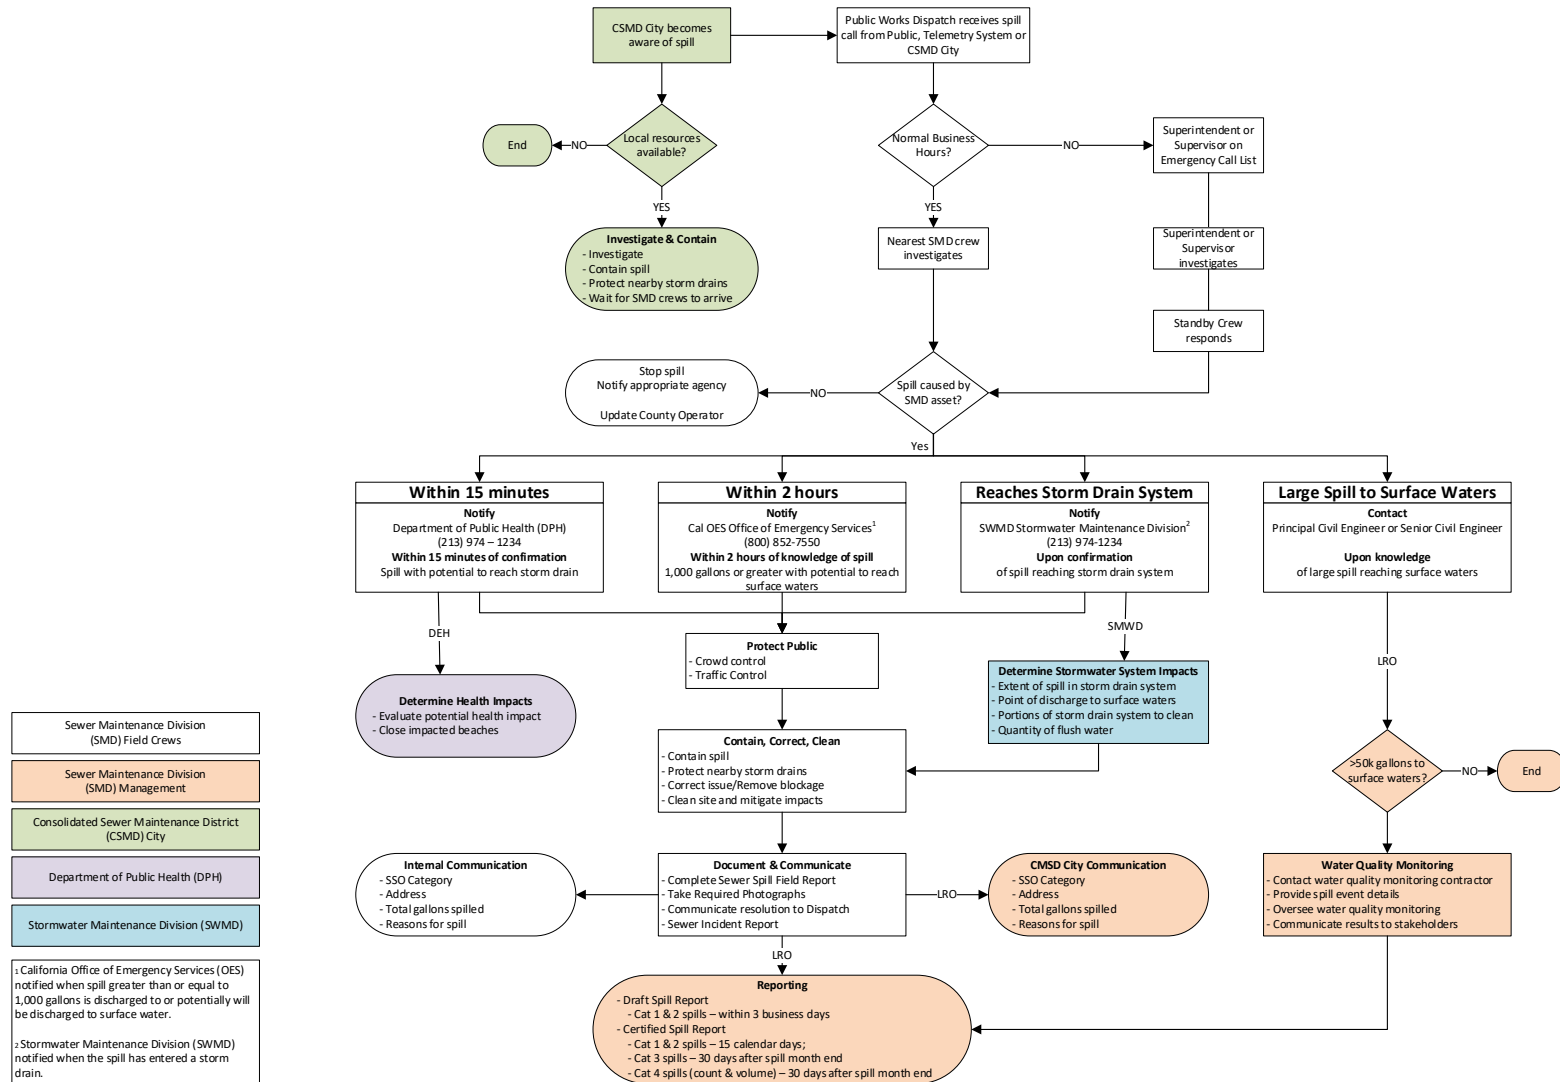 CSMD City becomes
aware of spill
Public Works Dispatch receives spill
call from Public, Telemetry System or
CSMD City
Local resources
available?
NO
End
YES
Investigate & Contain
- Investigate
- Contain spill
- Protect nearby storm drains
- Wait for SMD crews to arrive
Normal Business
Hours?
NO
Superintendent or
Supervisor on
Emergency Call List
YES
Nearest SMD crew
investigates
Superintendent or
Supervisor
investigates
Standby Crew
responds
Spill caused by
SMD asset?
NO
Stop spill
Notify appropriate agency
Update County Operator
Yes
Within 15 minutes
Notify
Department of Public Health (DPH)
(213) 974 – 1234
Within 15 minutes of confirmation
Spill with potential to reach storm drain
Within 2 hours
Notify
Cal OES Office of Emergency Services1
(800) 852-7550
Within 2 hours of knowledge of spill
1,000 gallons or greater with potential to reach
surface waters
Reaches Storm Drain System
Notify
SWMD Stormwater Maintenance Division2
(213) 974-1234
Upon confirmation
of spill reaching storm drain system
Large Spill to Surface Waters
Contact
Principal Civil Engineer or Senior Civil Engineer
Upon knowledge
of large spill reaching surface waters
DEH
SMWD
LRO
Protect Public
- Crowd control
- Traffic Control
Determine Health Impacts
- Evaluate potential health impact
- Close impacted beaches
Determine Stormwater System Impacts
- Extent of spill in storm drain system
- Point of discharge to surface waters
- Portions of storm drain system to clean
- Quantity of flush water
Contain, Correct, Clean
- Contain spill
- Protect nearby storm drains
- Correct issue/Remove blockage
- Clean site and mitigate impacts
>50k gallons to
surface waters?
NO
End
Internal Communication
- SSO Category
- Address
- Total gallons spilled
- Reasons for spill
Document & Communicate
- Complete Sewer Spill Field Report
- Take Required Photographs
- Communicate resolution to Dispatch
- Sewer Incident Report
LRO
CMSD City Communication
- SSO Category
- Address
- Total gallons spilled
- Reasons for spill
Water Quality Monitoring
- Contact water quality monitoring contractor
- Provide spill event details
- Oversee water quality monitoring
- Communicate results to stakeholders
LRO
Reporting
- Draft Spill Report
- Cat 1 & 2 spills – within 3 business days
- Certified Spill Report
- Cat 1 & 2 spills – 15 calendar days;
- Cat 3 spills – 30 days after spill month end
- Cat 4 spills (count & volume) – 30 days after spill month end
Sewer Maintenance Division
(SMD) Field Crews
Sewer Maintenance Division
(SMD) Management
Consolidated Sewer Maintenance District
(CSMD) City
Department of Public Health (DPH)
Stormwater Maintenance Division (SWMD)
1 California Office of Emergency Services (OES)
notified when spill greater than or equal to
1,000 gallons is discharged to or potentially will
be discharged to surface water.
2 Stormwater Maintenance Division (SWMD)
notified when the spill has entered a storm
drain.